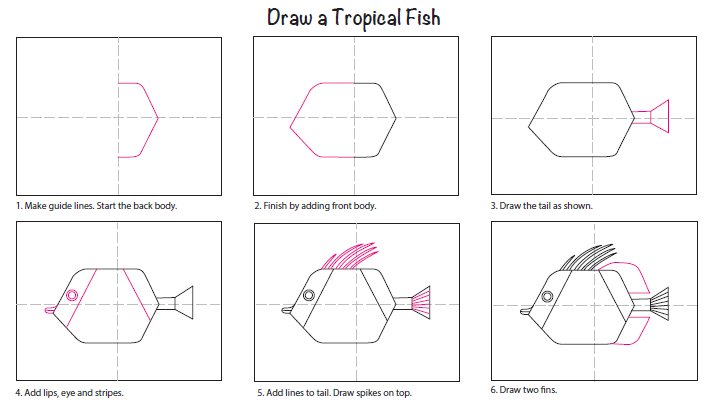 Draw a Tropical Fish
1. Make guide lines. Start the back body.
2. Finish by adding front body.
3. Draw the tail as shown.
4. Add lips, eye and stripes.
5. Add lines to tail. Draw spikes on top.
6. Draw two fins.